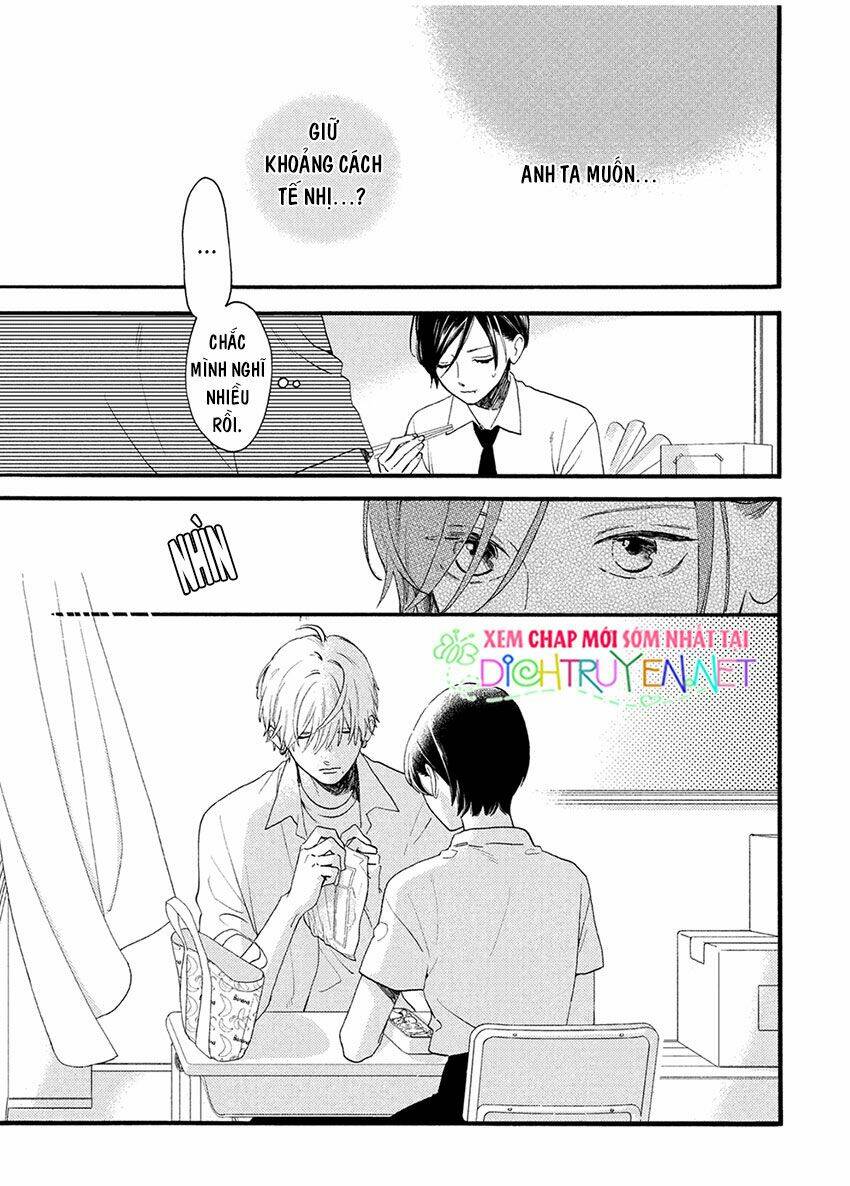 ANH TA MUỐN...
GIỮ
KHOẢNG CÁCH
TẾ NHỊ...?
...
CHẮC
MÌNH NGHĨ
NHIỀU
RỒI.
NHÌN
XEM CHAP MỚI SỚM NHẤT TẠI
DICHTRUYEN.NET